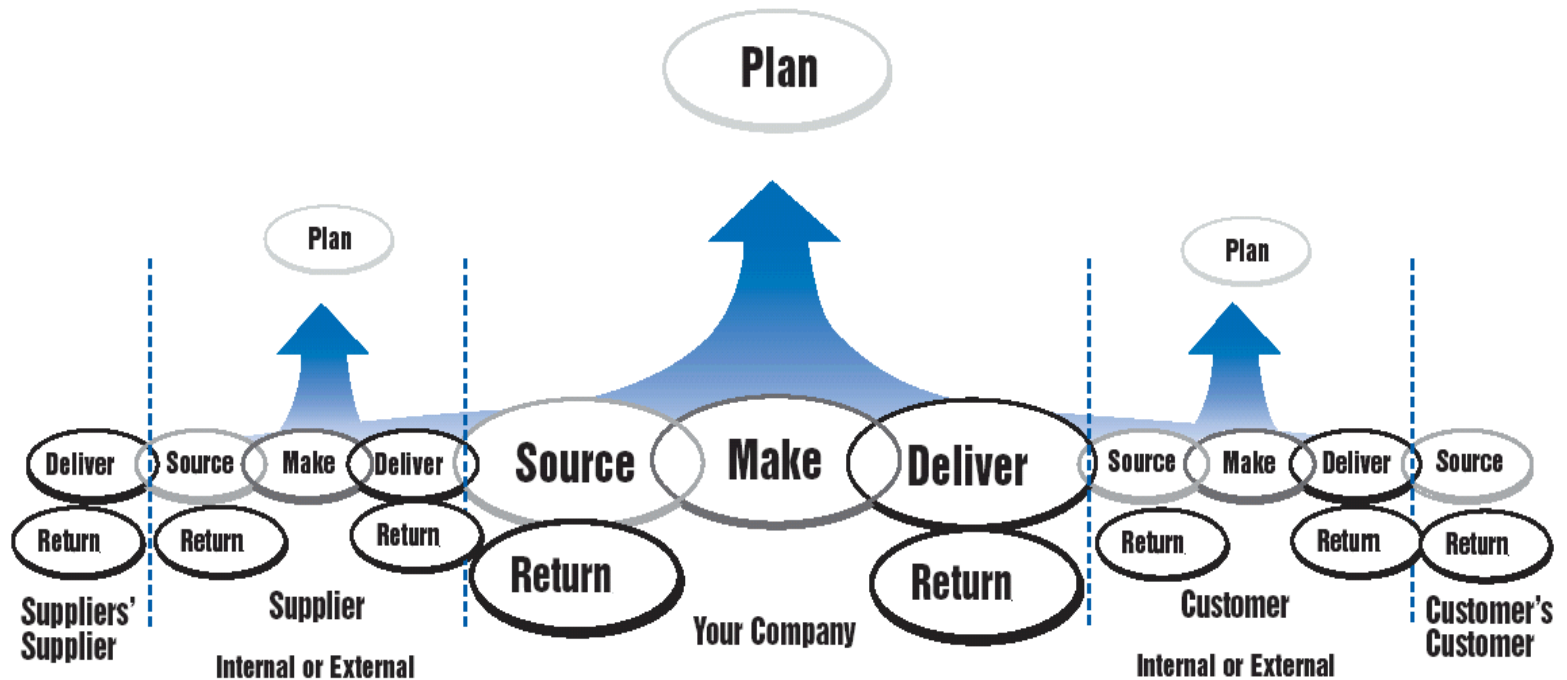 Plan
Plan
Plan
Deliver
Source
Make
Deliver
Source
Make
Deliver
Source
Make
Deliver
Source
Return
Return
Return
Return
Return
Return
Return
Return
Suppliers'
Supplier
Supplier
Internal or External
Your Company
Customer
Internal or External
Customer's
Customer